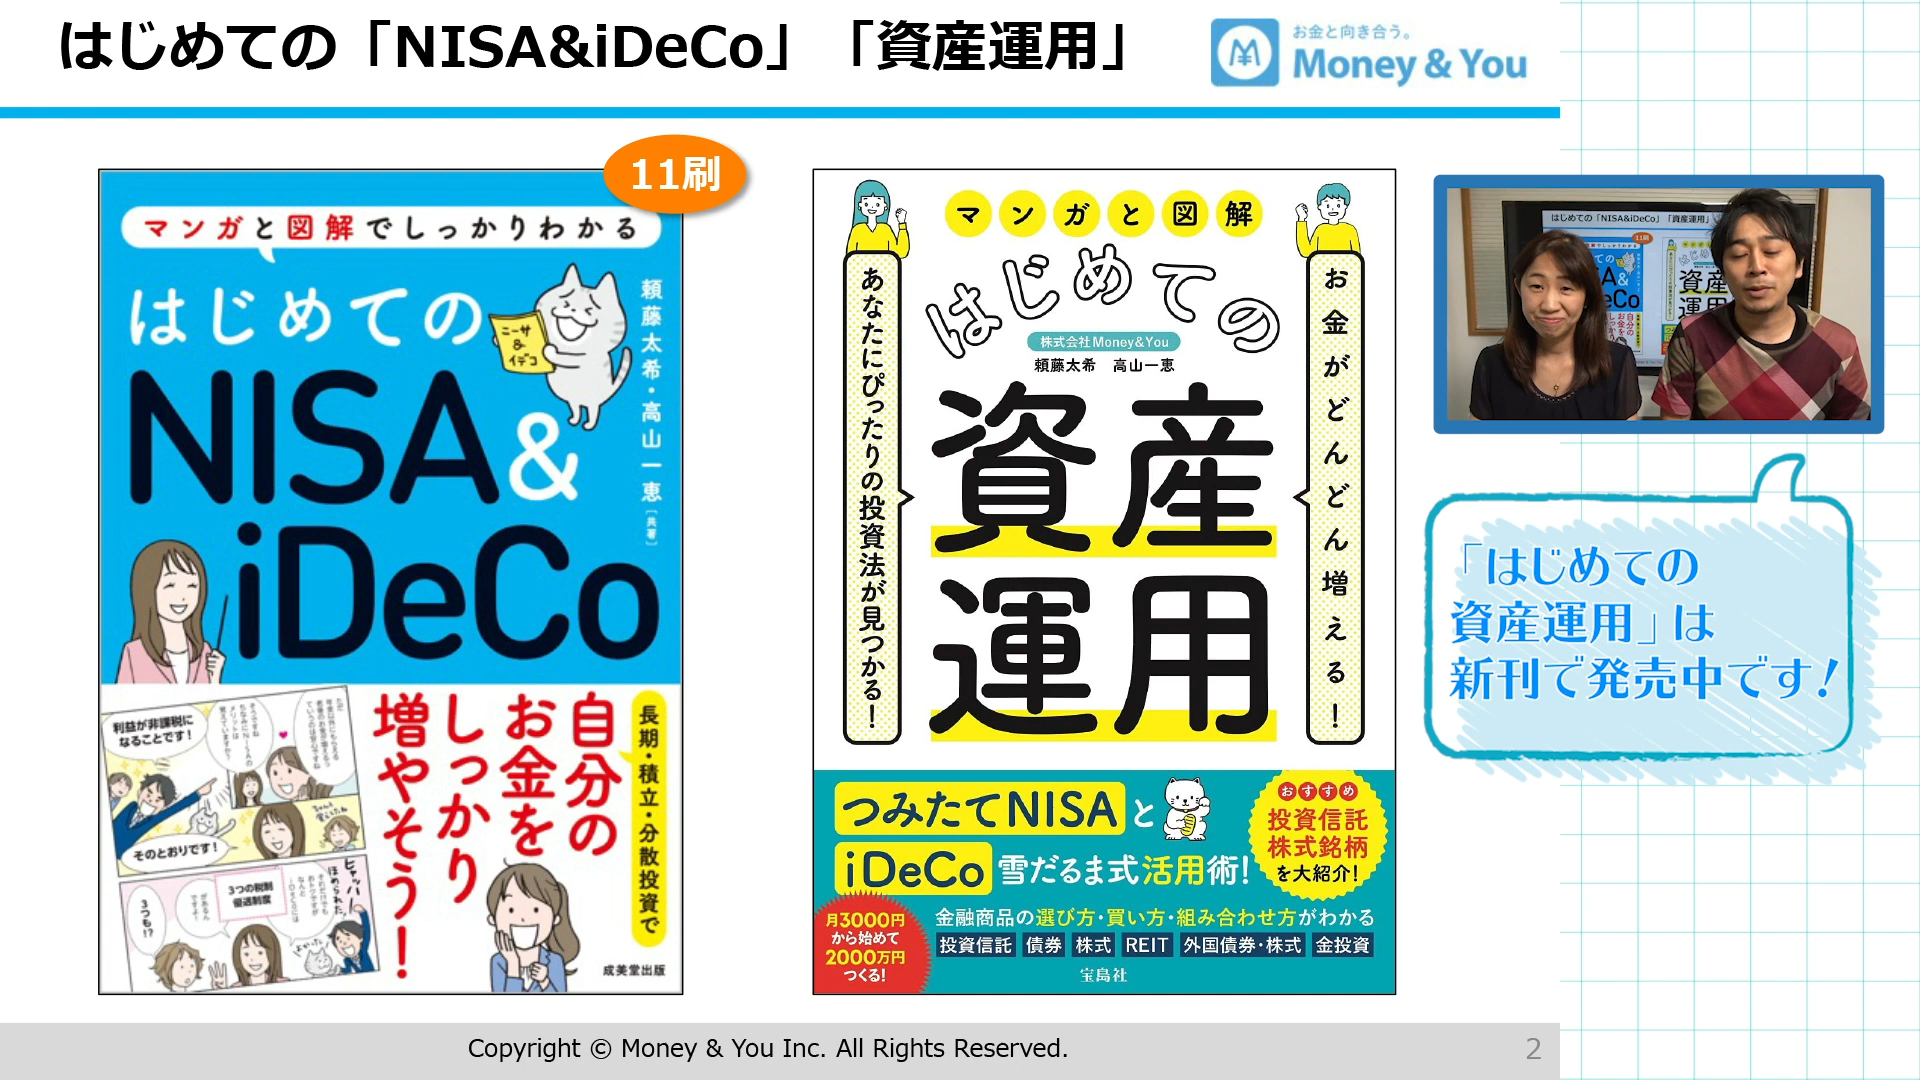 はじめての「NISA&iDeCo」「資産運用」
お金と向き合う。
Money & You
11刷
マンガと図解でしっかりわかる
はじめての
NISA&
iDeCo
ニーサ
&
イデコ
頼藤太希・高山一恵[共著]
長期・積立・分散投資で
自分の
お金を
しっかり
増やそう!
利益が非課税に
なることです!
そのとおりです!
3つの税制
優遇制度
3つも!?
成美堂出版
マンガと図解
はじめての
株式会社Money&You
頼藤太希 高山一恵
資産
運用
あなたにぴったりの投資法が見つかる!
お金がどんどん増える!
つみたてNISAと
iDeCo雪だるま式活用術!
おすすめ
投資信託
株式銘柄
を大紹介!
月3000円
から始めて
2000万円
つくる!
金融商品の選び方・買い方・組み合わせ方がわかる
投資信託 債券 株式 REIT 外国債券・株式 金投資
宝島社
「はじめての
資産運用」は
新刊で発売中です!
Copyright © Money & You Inc. All Rights Reserved.
2